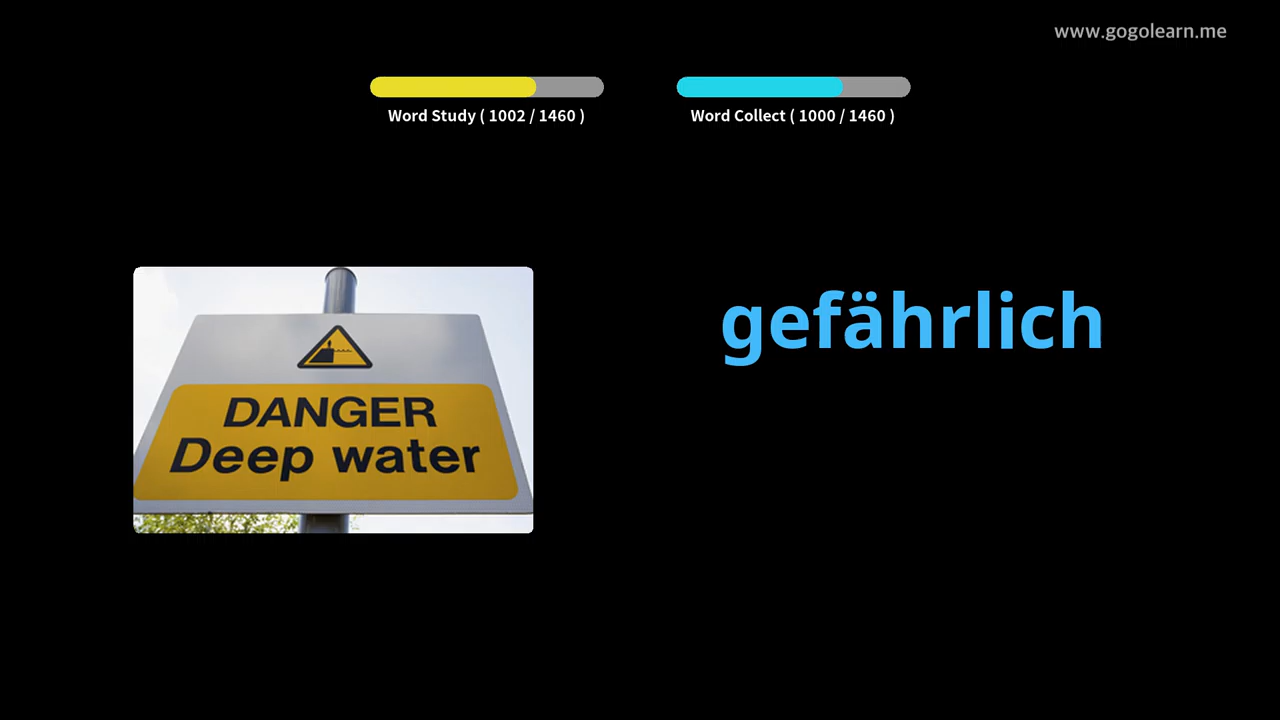 www.gogolearn.me
Word Study ( 1002 / 1460 )
Word Collect ( 1000 / 1460 )
DANGER
Deep water
gefährlich